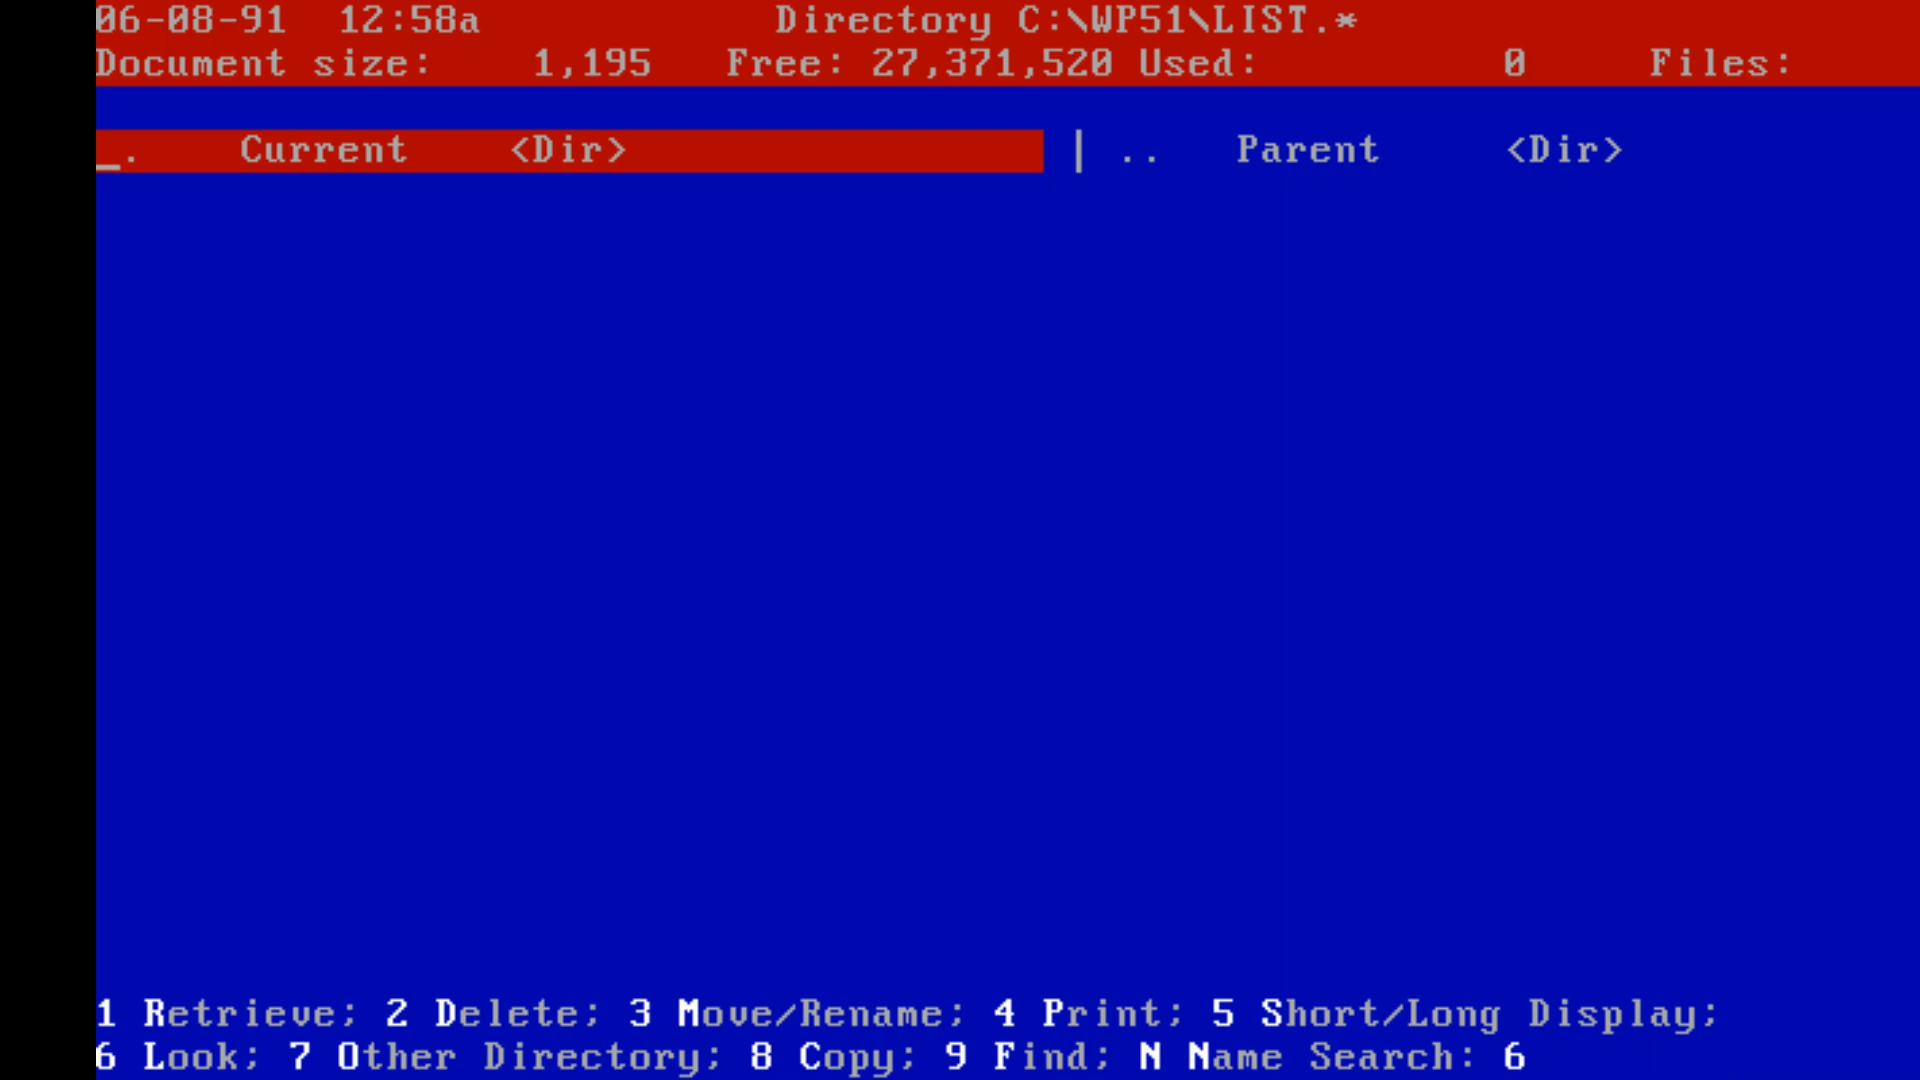 06-08-91 12:58a Directory C:\WP51\LIST.*
Document size: 1,195 Free: 27,371,520 Used: 0 Files:
. Current <Dir> | .. Parent <Dir>
1 Retrieve; 2 Delete; 3 Move/Rename; 4 Print; 5 Short/Long Display;
6 Look; 7 Other Directory; 8 Copy; 9 Find; N Name Search: 6